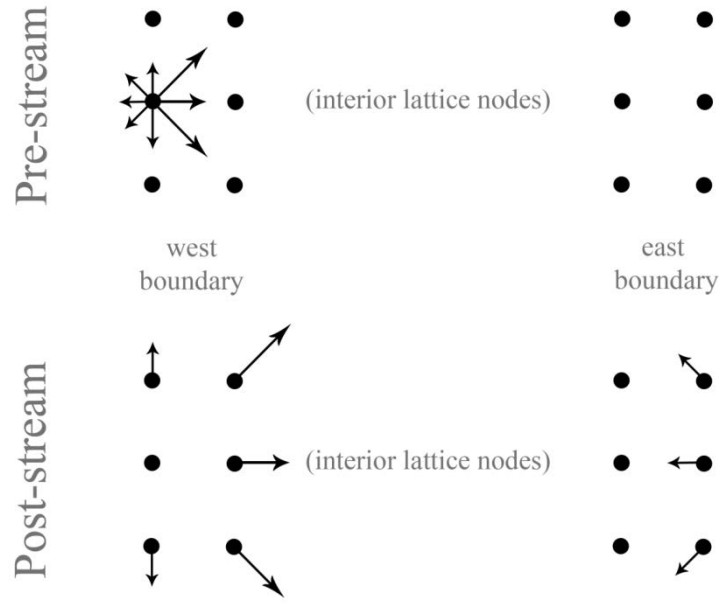 Pre-stream
(interior lattice nodes)
west
boundary
east
boundary
Post-stream
(interior lattice nodes)